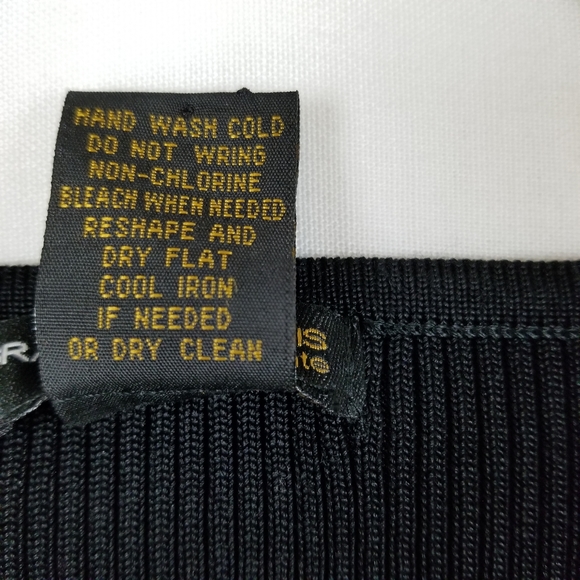 HAND WASH COLD
DO NOT WRING
NON-CHLORINE
BLEACH WHEN NEEDED
RESHAPE AND
DRY FLAT
COOL IRON
IF NEEDED
OR DRY CLEAN